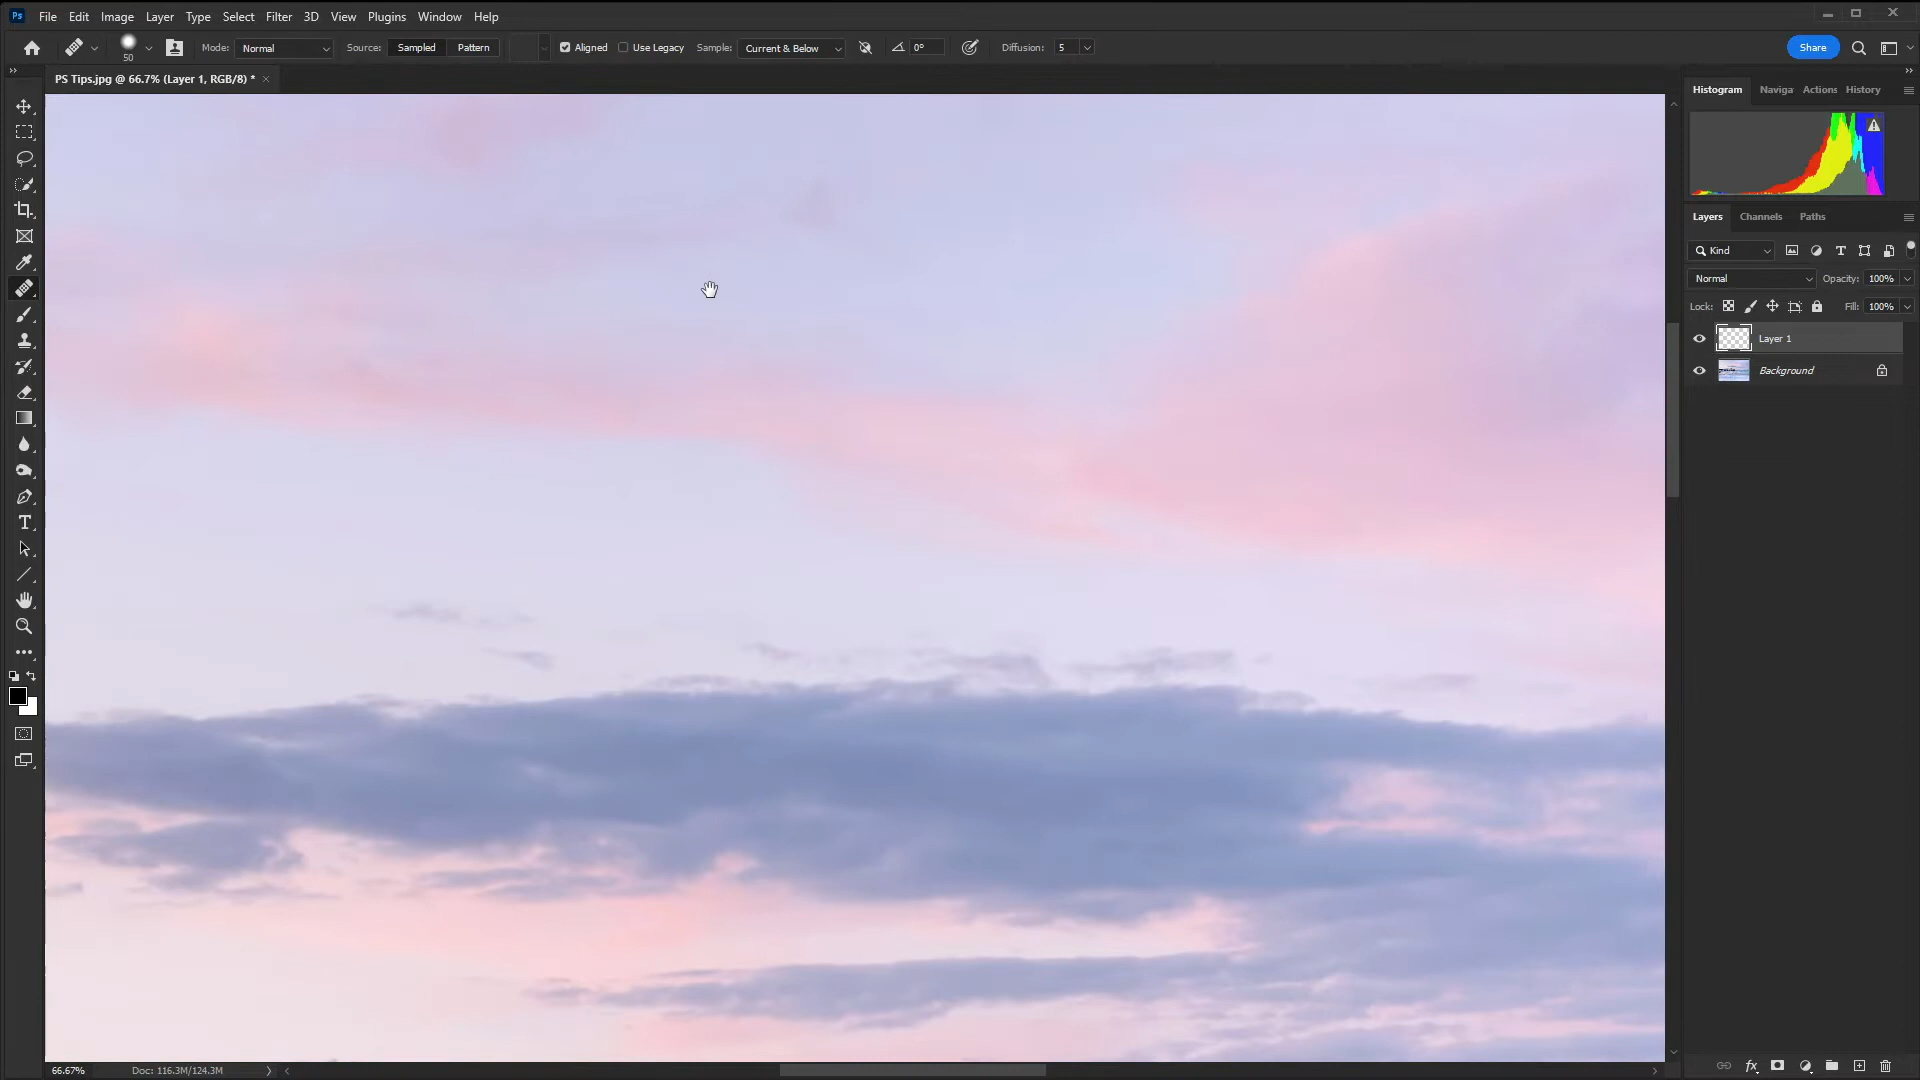 Ps File Edit Image Layer Type Select Filter 3D View Plugins Window Help
50 Mode: Normal Source: Sampled Pattern Aligned Use Legacy Sample: Current & Below 0° Diffusion: 5 Share
PS Tips.jpg @ 66.7% (Layer 1, RGB/8) * ×
Histogram Naviga Actions History
Layers Channels Paths
Kind
Normal Opacity: 100%
Lock: Fill: 100%
Layer 1
Background
66.67% Doc: 116.3M/124.3M